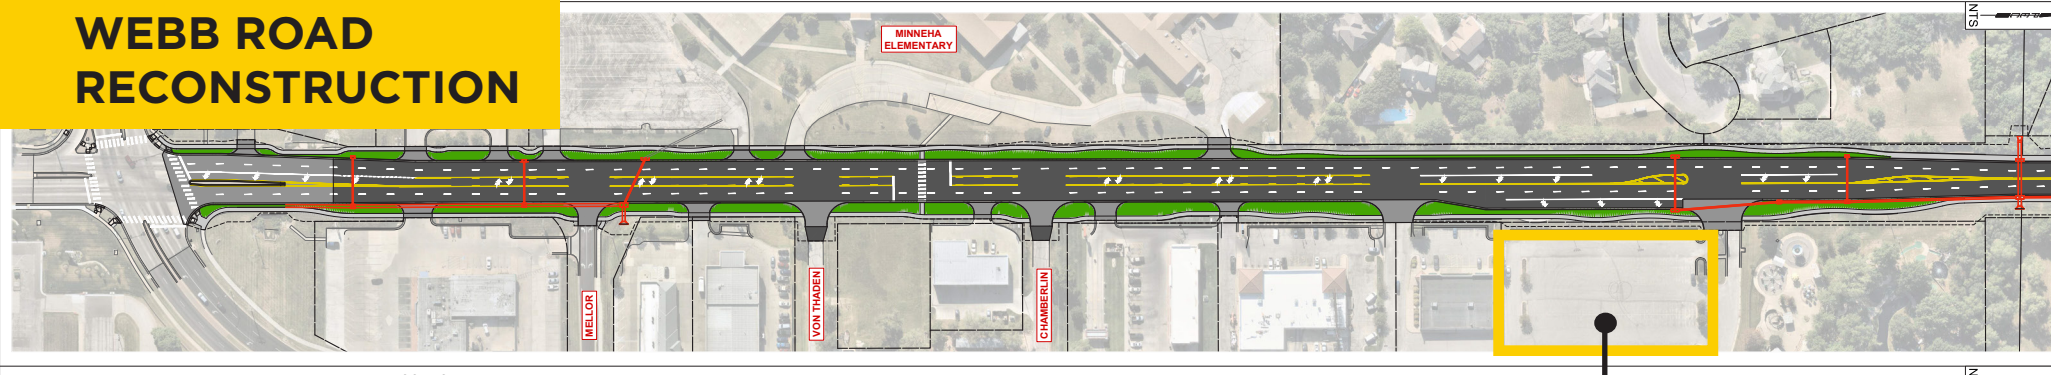 WEBB ROAD
RECONSTRUCTION
MINNEHA
ELEMENTARY
NTS
MELLOR
VON THADEN
CHAMBERLIN